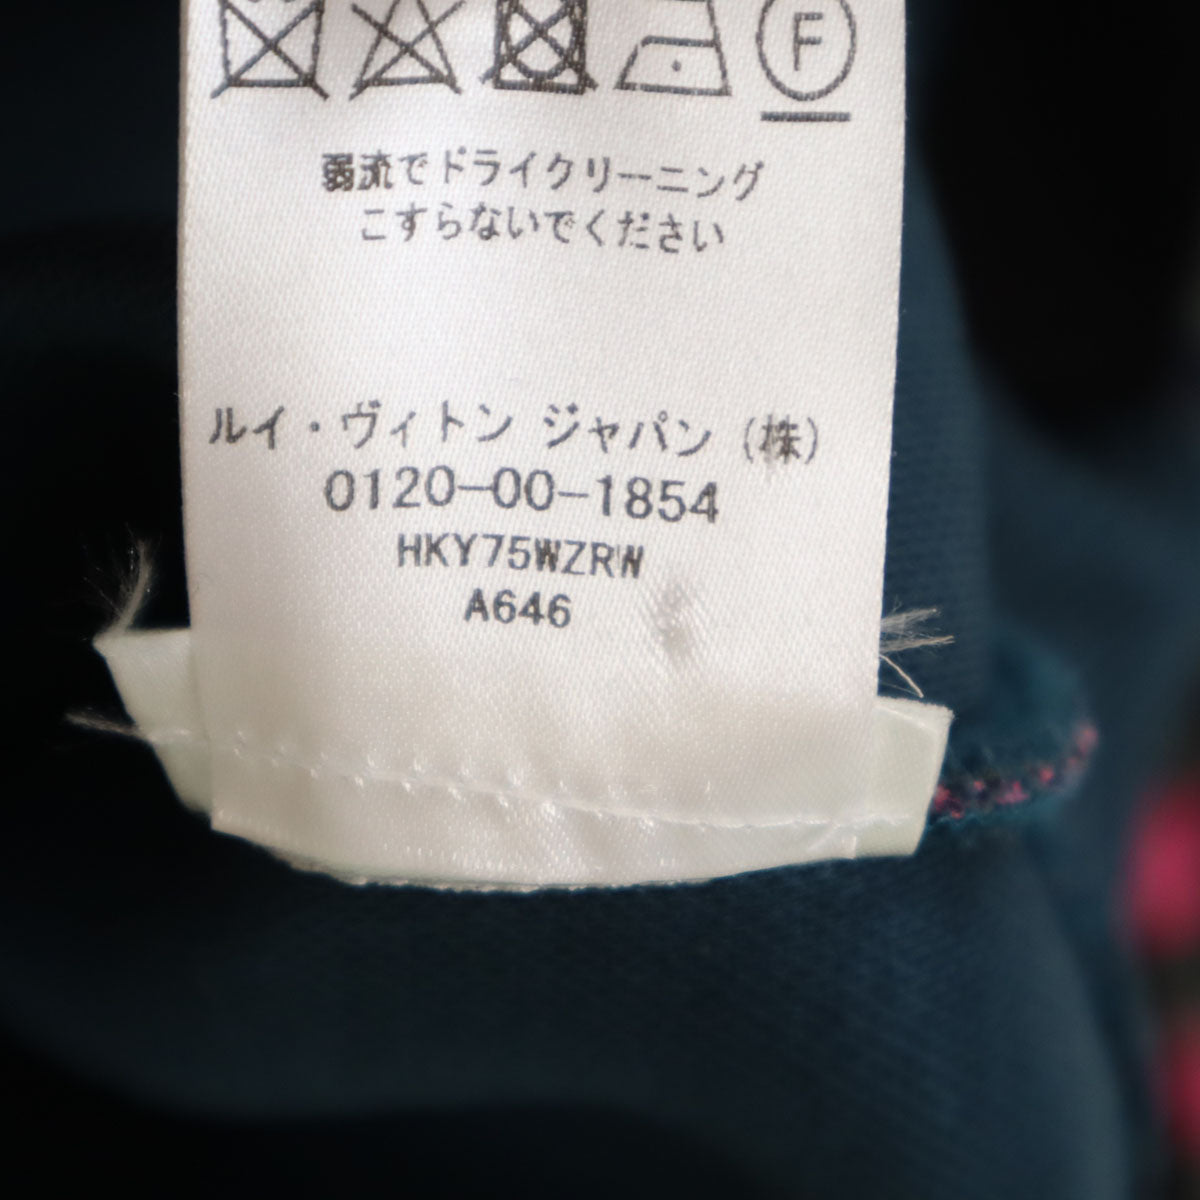 F
弱流でドライクリーニング
こすらないでください
ルイ・ヴィトン ジャパン (株)
0120-00-1854
HKY75WZRW
A646